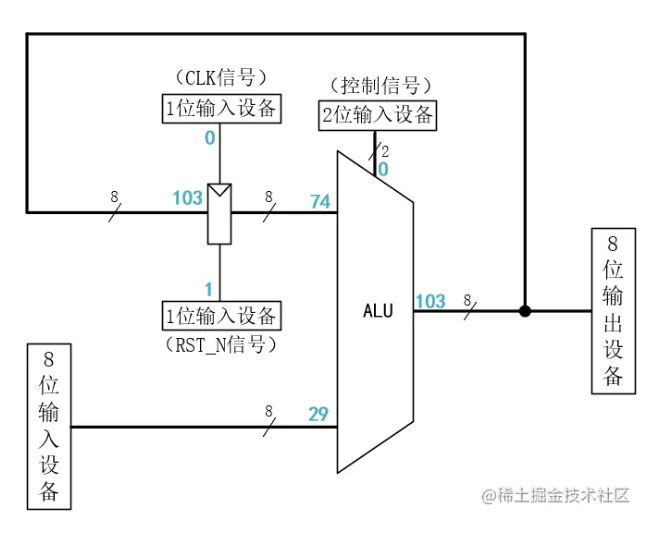 （CLK信号）
1位输入设备
0
（控制信号）
2位输入设备
2
0
8
103
8
74
1
1位输入设备
（RST_N信号）
ALU
103
8
8位输出设备
8位输入设备
8
29
@稀土掘金技术社区